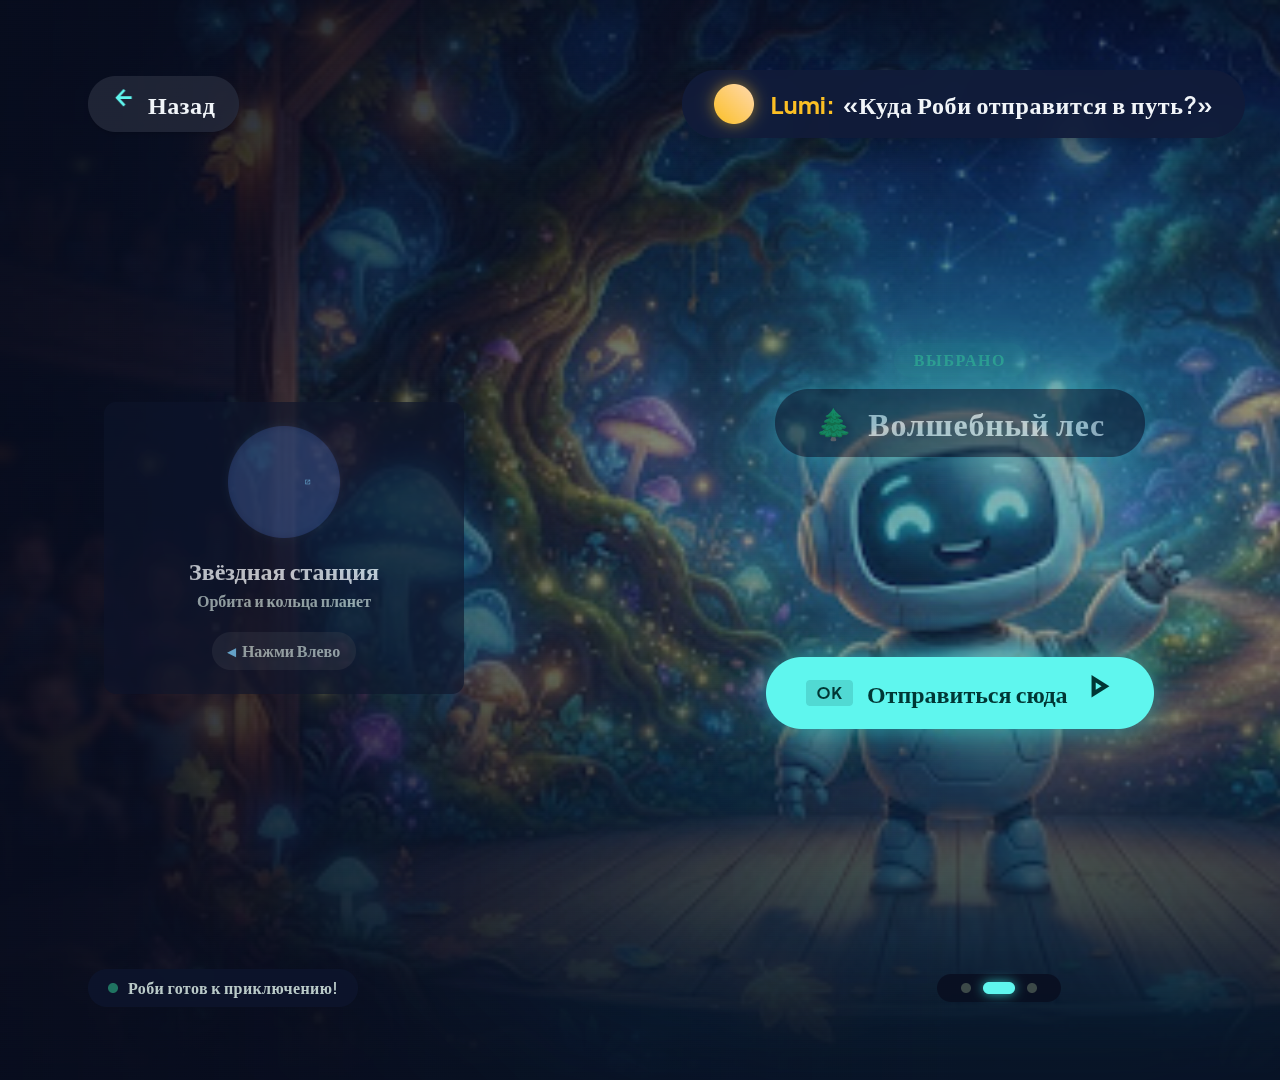 Назад
Lumi: «Куда Роби отправится в путь?»
ВЫБРАНО
Волшебный лес
Звёздная станция
Орбита и кольца планет
◀ Нажми Влево
OK Отправиться сюда
Роби готов к приключению!